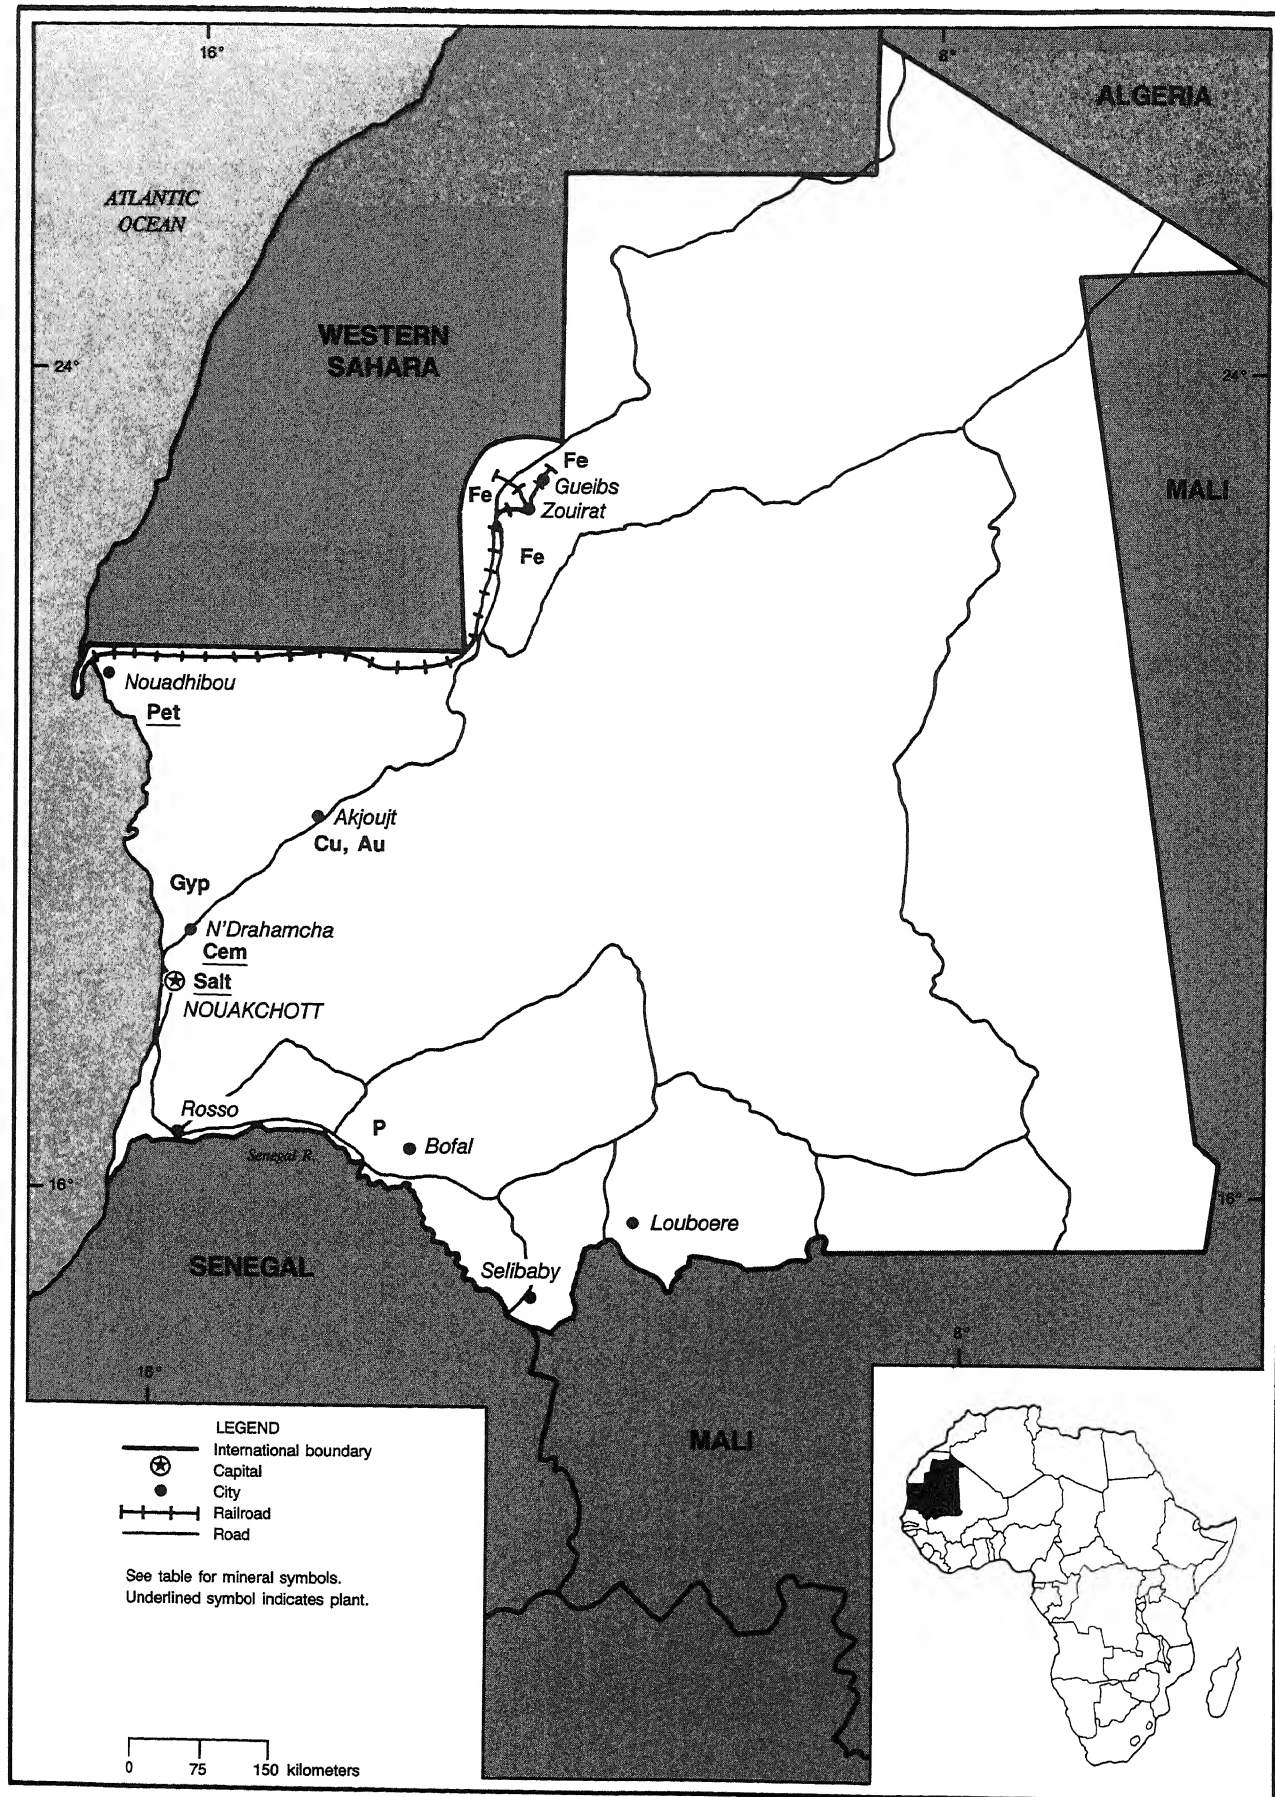 16°
8°
ALGERIA
ATLANTIC
OCEAN
WESTERN
SAHARA
24°
24°
MALI
Fe
Gueibs
Fe
Zouirat
Fe
Nouadhibou
Pet
Akjoujt
Cu, Au
Gyp
N'Drahamcha
Cem
Salt
NOUAKCHOTT
Rosso
P
Bofal
Senegal R.
16°
16°
Louboere
SENEGAL
Selibaby
8°
16°
MALI
LEGEND
International boundary
Capital
City
Railroad
Road
See table for mineral symbols.
Underlined symbol indicates plant.
0 75 150 kilometers